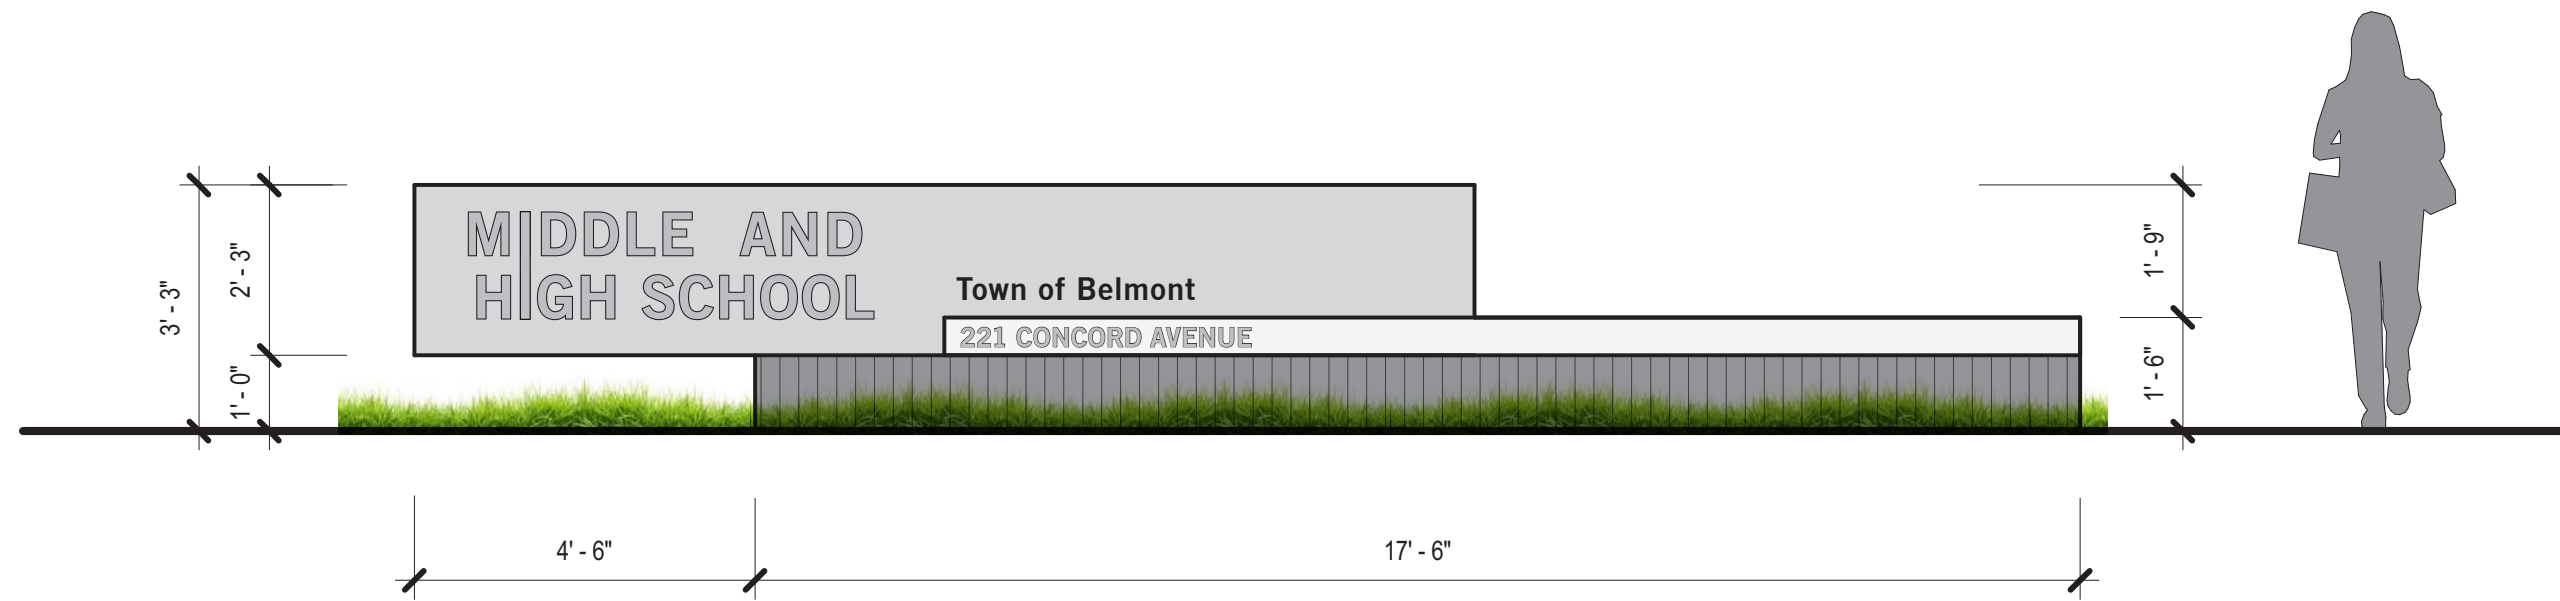 MIDDLE AND
HIGH SCHOOL
Town of Belmont
221 CONCORD AVENUE
3' - 3"
2' - 3"
1' - 0"
1' - 9"
1' - 6"
4' - 6"
17' - 6"